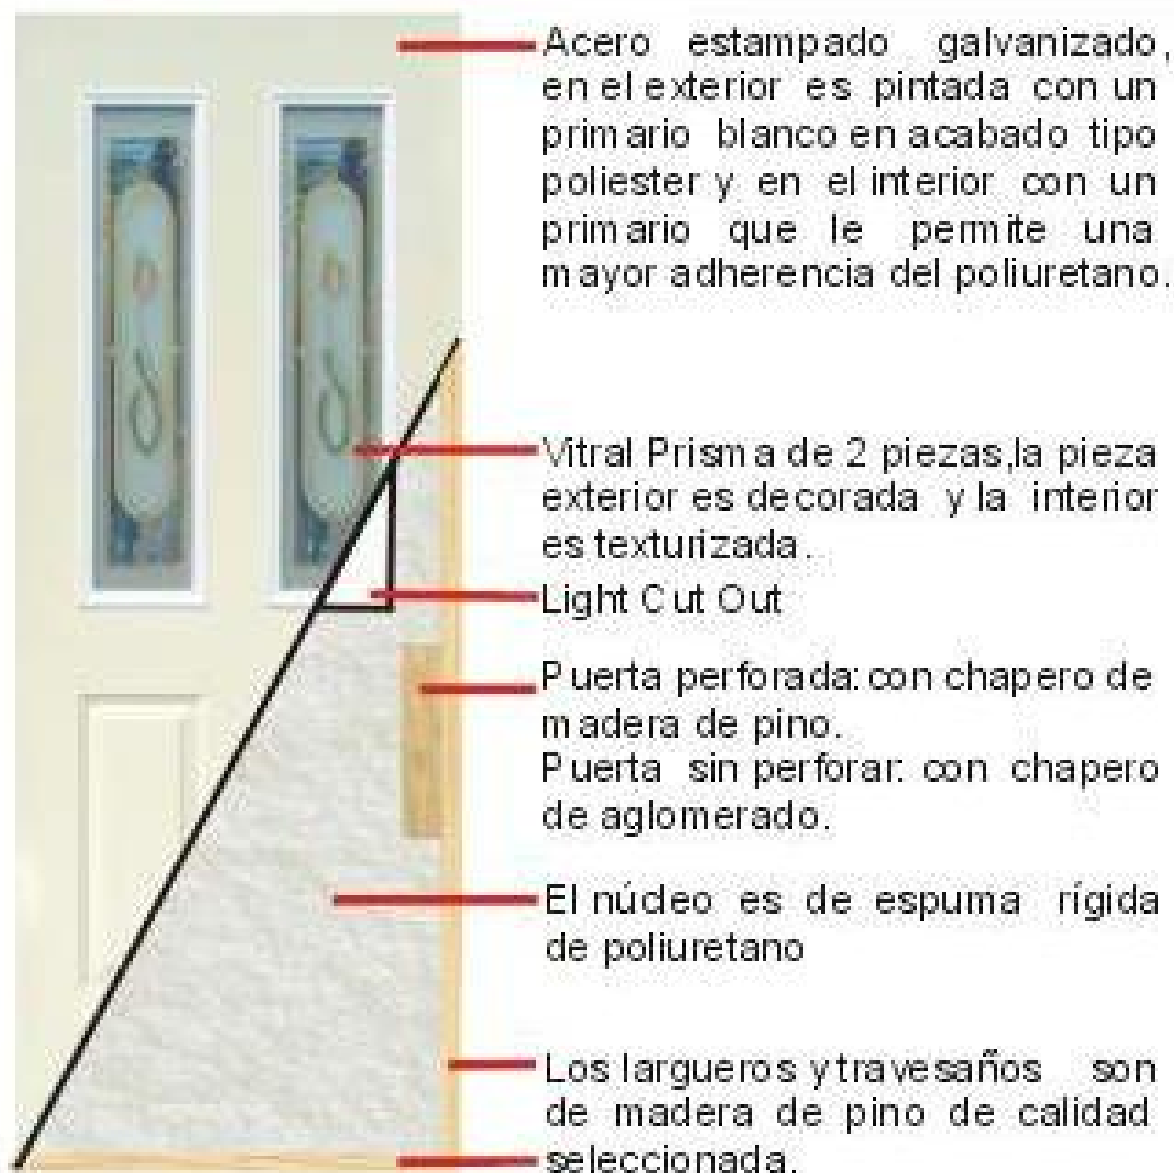 Acero estampado galvanizado,
en el exterior es pintada con un
primario blanco en acabado tipo
poliester y en el interior con un
primario que le permite una
mayor adherencia del poliuretano.
Vitral Prisma de 2 piezas,la pieza
exterior es decorada y la interior
es texturizada.
Light Cut Out
Puerta perforada: con chapero de
madera de pino.
Puerta sin perforar: con chapero
de aglomerado.
El núcleo es de espuma rígida
de poliuretano
Los largueros y travesaños son
de madera de pino de calidad
seleccionada.